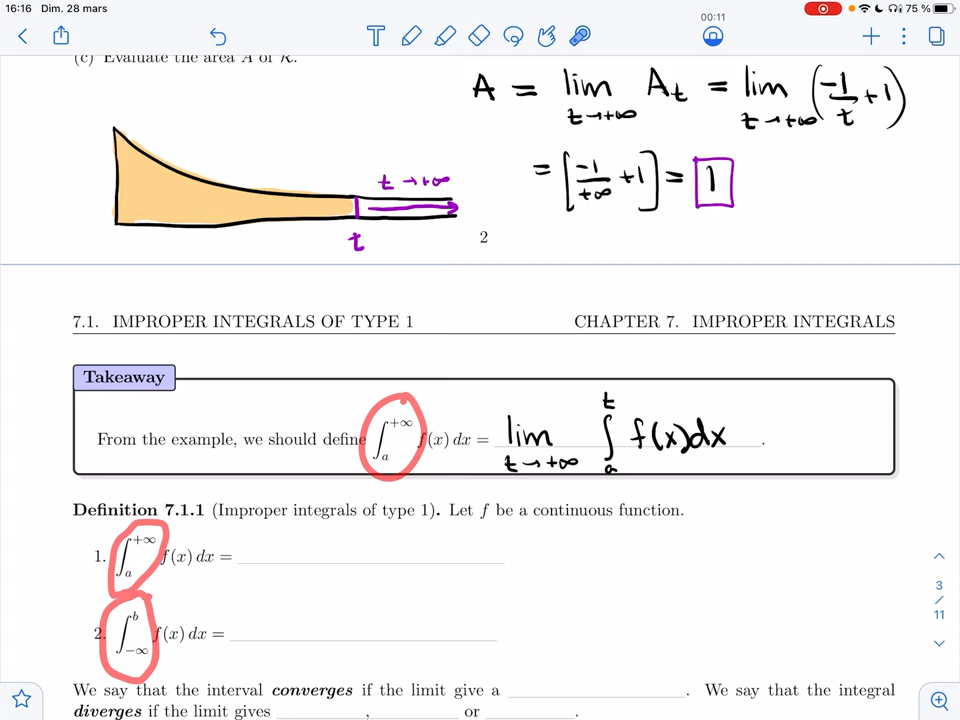 16:16 Dim. 28 mars
75 %
00:11
(c) Evaluate the area A of R.
A = lim t→+∞ At = lim t→+∞ (-1/t + 1)
= [-1/+∞ + 1] = 1
t→+∞
t
2
7.1. IMPROPER INTEGRALS OF TYPE 1 CHAPTER 7. IMPROPER INTEGRALS
Takeaway
From the example, we should define ∫_a^{+∞} f(x) dx = lim t→+∞ ∫_a^t f(x)dx .
Definition 7.1.1 (Improper integrals of type 1). Let f be a continuous function.
1. ∫_a^{+∞} f(x) dx =
2. ∫_{-∞}^b f(x) dx =
We say that the interval converges if the limit give a . We say that the integral
diverges if the limit gives , or .
3
/
11